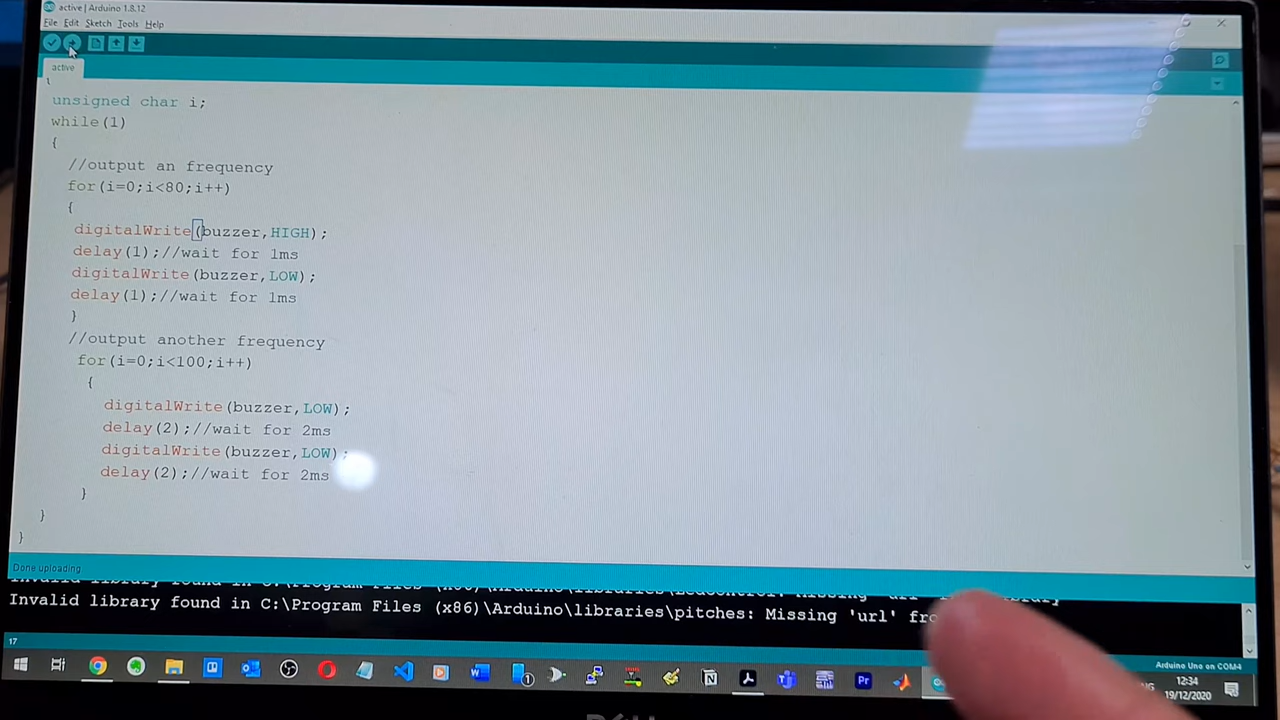 active | Arduino 1.8.12
File Edit Sketch Tools Help
active
{
unsigned char i;
while(1)
{
//output an frequency
for(i=0;i<80;i++)
{
digitalWrite(buzzer,HIGH);
delay(1);//wait for 1ms
digitalWrite(buzzer,LOW);
delay(1);//wait for 1ms
}
//output another frequency
for(i=0;i<100;i++)
{
digitalWrite(buzzer,LOW);
delay(2);//wait for 2ms
digitalWrite(buzzer,LOW);
delay(2);//wait for 2ms
}
}
}
Done uploading
Invalid library found in C:\Program Files (x86)\Arduino\libraries\pitches: Missing 'url'
17
Arduino Uno on COM4
12:34
19/12/2020